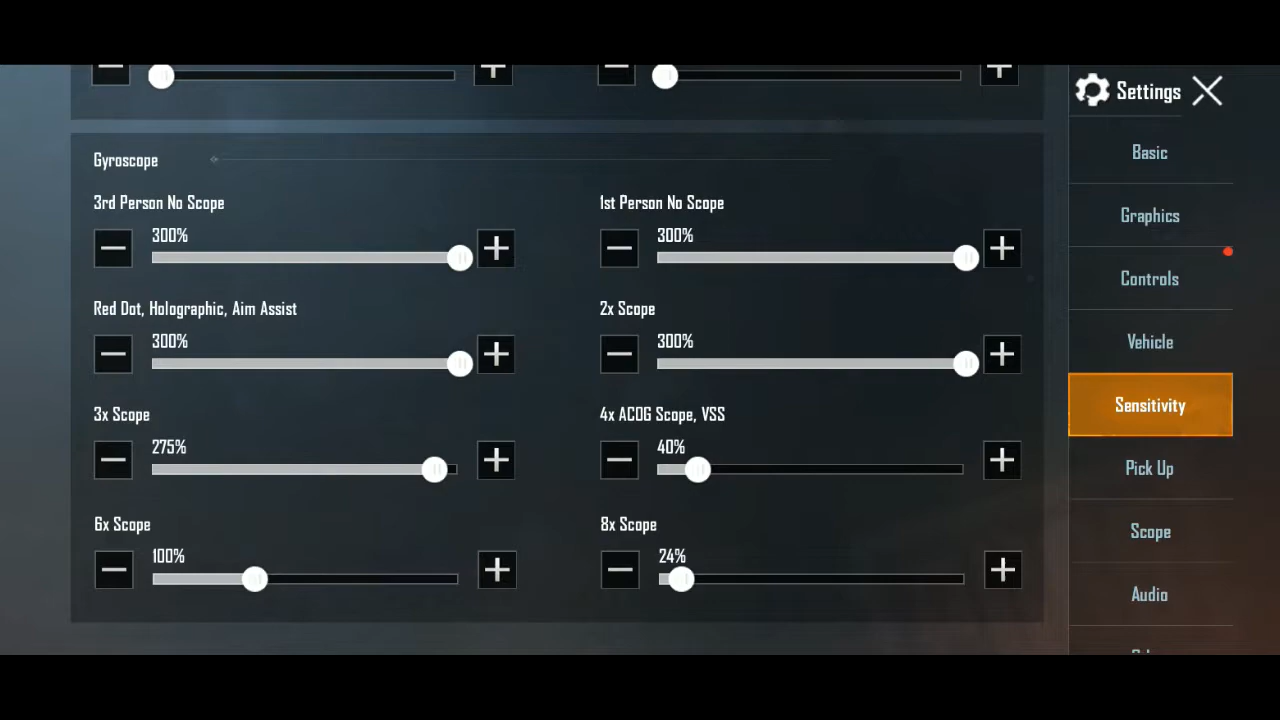 Settings
Gyroscope
3rd Person No Scope
300%
1st Person No Scope
300%
Red Dot, Holographic, Aim Assist
300%
2x Scope
300%
3x Scope
275%
4x ACOG Scope, VSS
40%
6x Scope
100%
8x Scope
24%
Basic
Graphics
Controls
Vehicle
Sensitivity
Pick Up
Scope
Audio